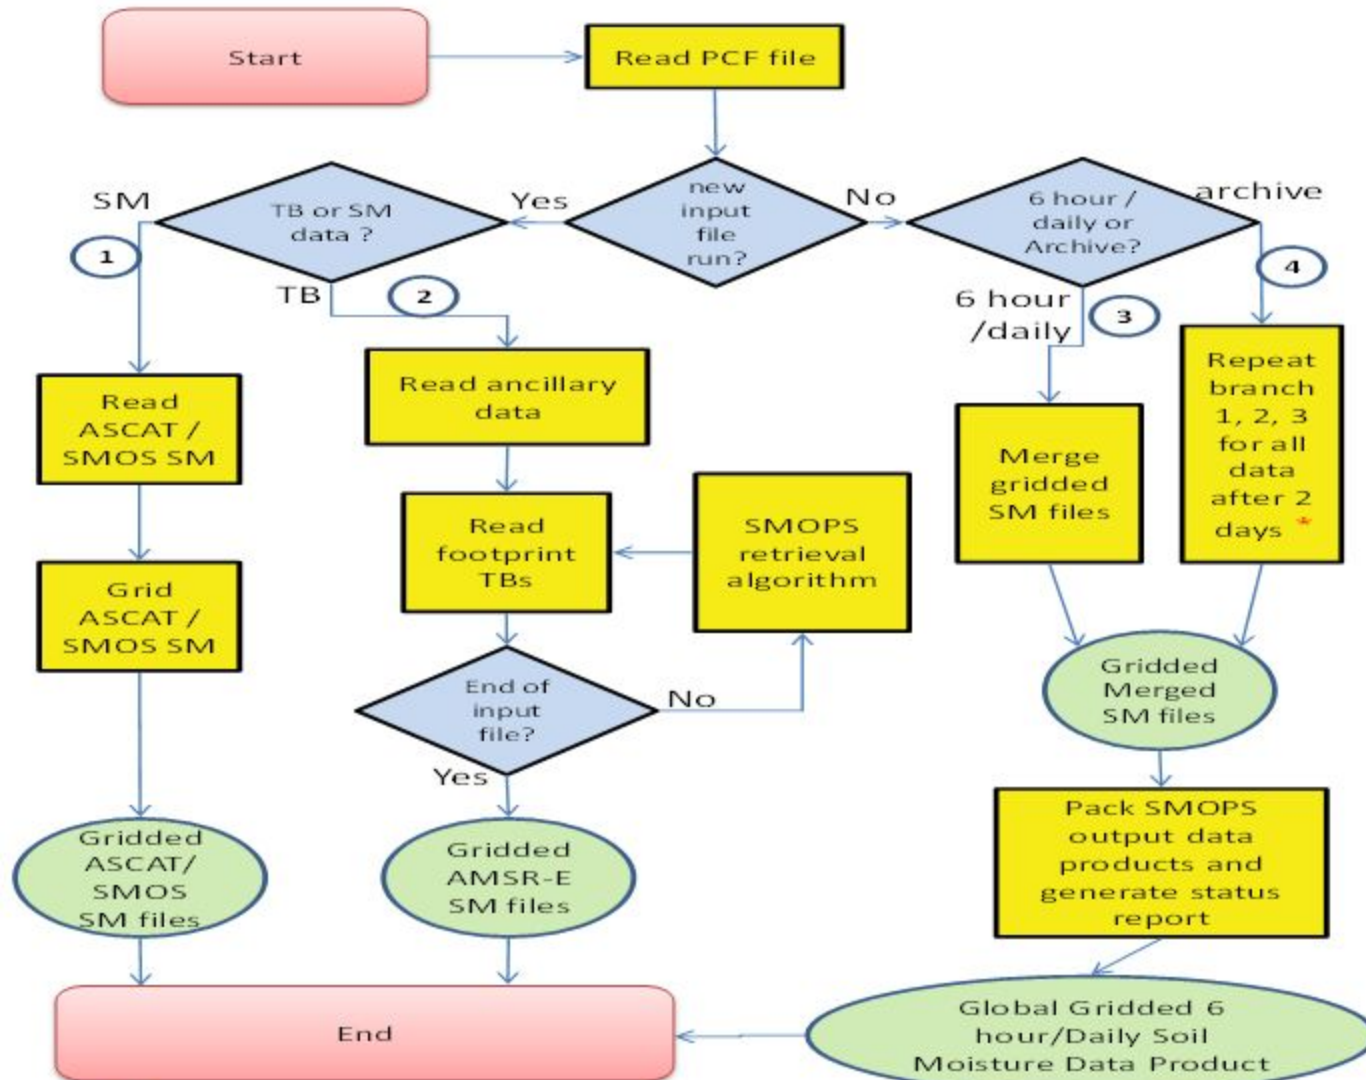 Start
Read PCF file
SM
TB or SM
data ?
Yes
new
input
file
run?
No
6 hour /
daily or
Archive?
archive
1
TB
2
6 hour
/daily
3
4
Read
ASCAT /
SMOS SM
Read ancillary
data
Merge
gridded
SM files
Repeat
branch
1, 2, 3
for all
data
after 2
days *
Read
footprint
TBs
SMOPS
retrieval
algorithm
Grid
ASCAT /
SMOS SM
End of
input
file?
No
Yes
Gridded
Merged
SM files
Gridded
ASCAT/
SMOS
SM files
Gridded
AMSR-E
SM files
Pack SMOPS
output data
products and
generate status
report
End
Global Gridded 6
hour/Daily Soil
Moisture Data Product